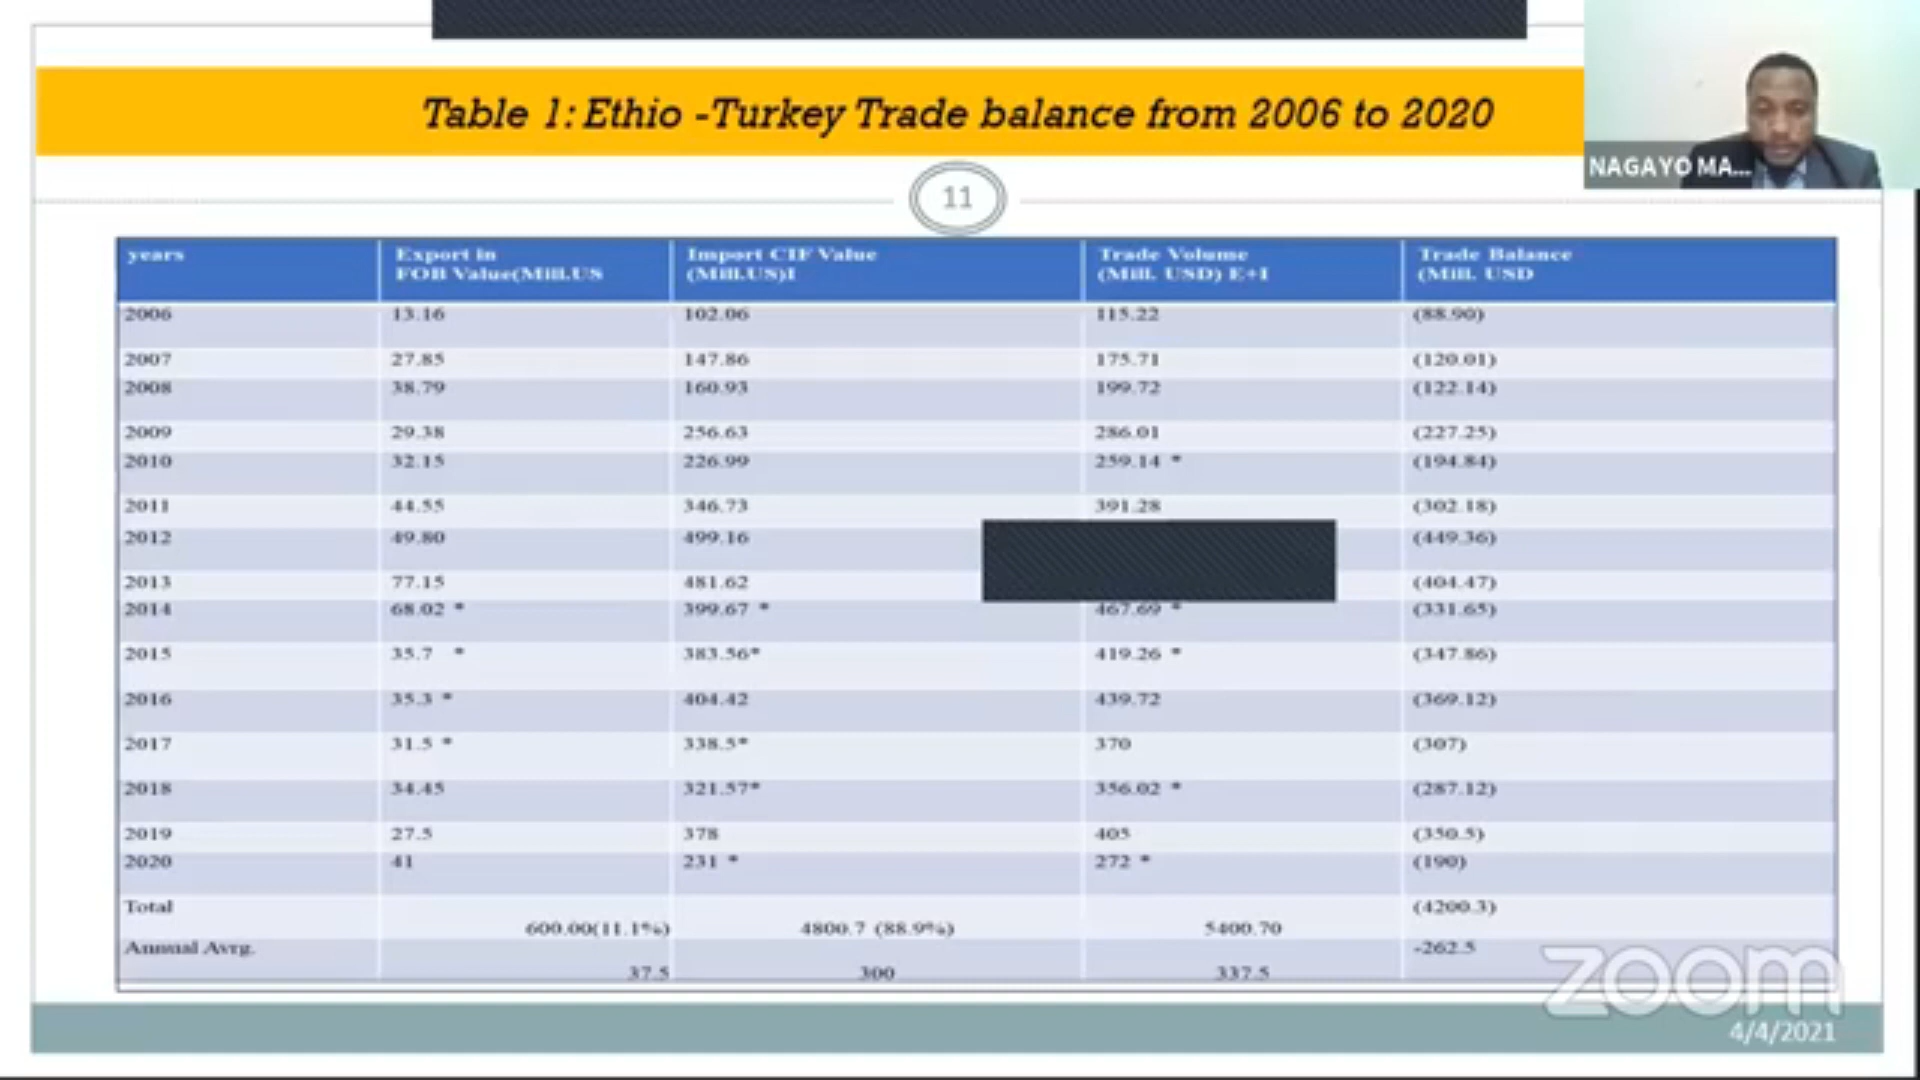 Table 1: Ethio -Turkey Trade balance from 2006 to 2020
NAGAYO MA...
11
years Export in FOB Value(Mill.US Import CIF Value (Mill.US)I Trade Volume (Mill. USD) E+I Trade Balance (Mill. USD
2006 13.16 102.06 115.22 (88.90)
2007 27.85 147.86 175.71 (120.01)
2008 38.79 160.93 199.72 (122.14)
2009 29.38 256.63 286.01 (227.25)
2010 32.15 226.99 259.14 * (194.84)
2011 44.55 346.73 391.28 (302.18)
2012 49.80 499.16 (449.36)
2013 77.15 481.62 (404.47)
2014 68.02 * 399.67 * 467.69 * (331.65)
2015 35.7 * 383.56* 419.26 * (347.86)
2016 35.3 * 404.42 439.72 (369.12)
2017 31.5 * 338.5* 370 (307)
2018 34.45 321.57* 356.02 * (287.12)
2019 27.5 378 405 (350.5)
2020 41 231 * 272 * (190)
Total 600.00(11.1%) 4800.7 (88.9%) 5400.70 (4200.3)
Annual Avrg. 37.5 300 337.5 -262.5
zoom
4/4/2021